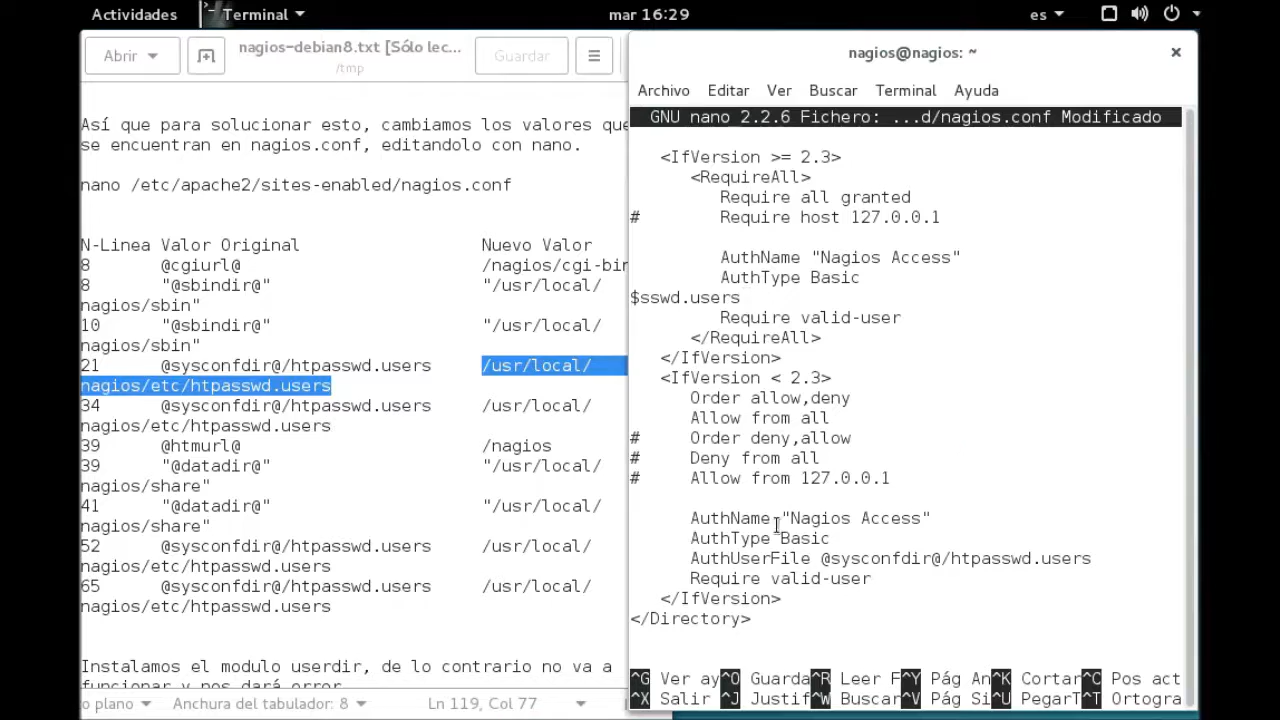 Actividades Terminal mar 16:29 es
Abrir nagios-debian8.txt [Sólo lec... Guardar
/tmp
Así que para solucionar esto, cambiamos los valores que
se encuentran en nagios.conf, editandolo con nano.
nano /etc/apache2/sites-enabled/nagios.conf
N-Linea Valor Original Nuevo Valor
8 @cgiurl@ /nagios/cgi-bin
8 "@sbindir@" "/usr/local/
nagios/sbin"
10 "@sbindir@" "/usr/local/
nagios/sbin"
21 @sysconfdir@/htpasswd.users /usr/local/
nagios/etc/htpasswd.users
34 @sysconfdir@/htpasswd.users /usr/local/
nagios/etc/htpasswd.users
39 @htmurl@ /nagios
39 "@datadir@" "/usr/local/
nagios/share"
41 "@datadir@" "/usr/local/
nagios/share"
52 @sysconfdir@/htpasswd.users /usr/local/
nagios/etc/htpasswd.users
65 @sysconfdir@/htpasswd.users /usr/local/
nagios/etc/htpasswd.users
Instalamos el modulo userdir, de lo contrario no va a
funcionar y nos dará error
o plano Anchura del tabulador: 8 Ln 119, Col 77
nagios@nagios: ~
Archivo Editar Ver Buscar Terminal Ayuda
GNU nano 2.2.6 Fichero: ...d/nagios.conf Modificado
<IfVersion >= 2.3>
<RequireAll>
Require all granted
# Require host 127.0.0.1
AuthName "Nagios Access"
AuthType Basic
$sswd.users
Require valid-user
</RequireAll>
</IfVersion>
<IfVersion < 2.3>
Order allow,deny
Allow from all
# Order deny,allow
# Deny from all
# Allow from 127.0.0.1
AuthName "Nagios Access"
AuthType Basic
AuthUserFile @sysconfdir@/htpasswd.users
Require valid-user
</IfVersion>
</Directory>
^G Ver ay^O Guarda^R Leer F^Y Pág An^K Cortar^C Pos act
^X Salir ^J Justif^W Buscar^V Pág Si^U PegarT^T Ortogra